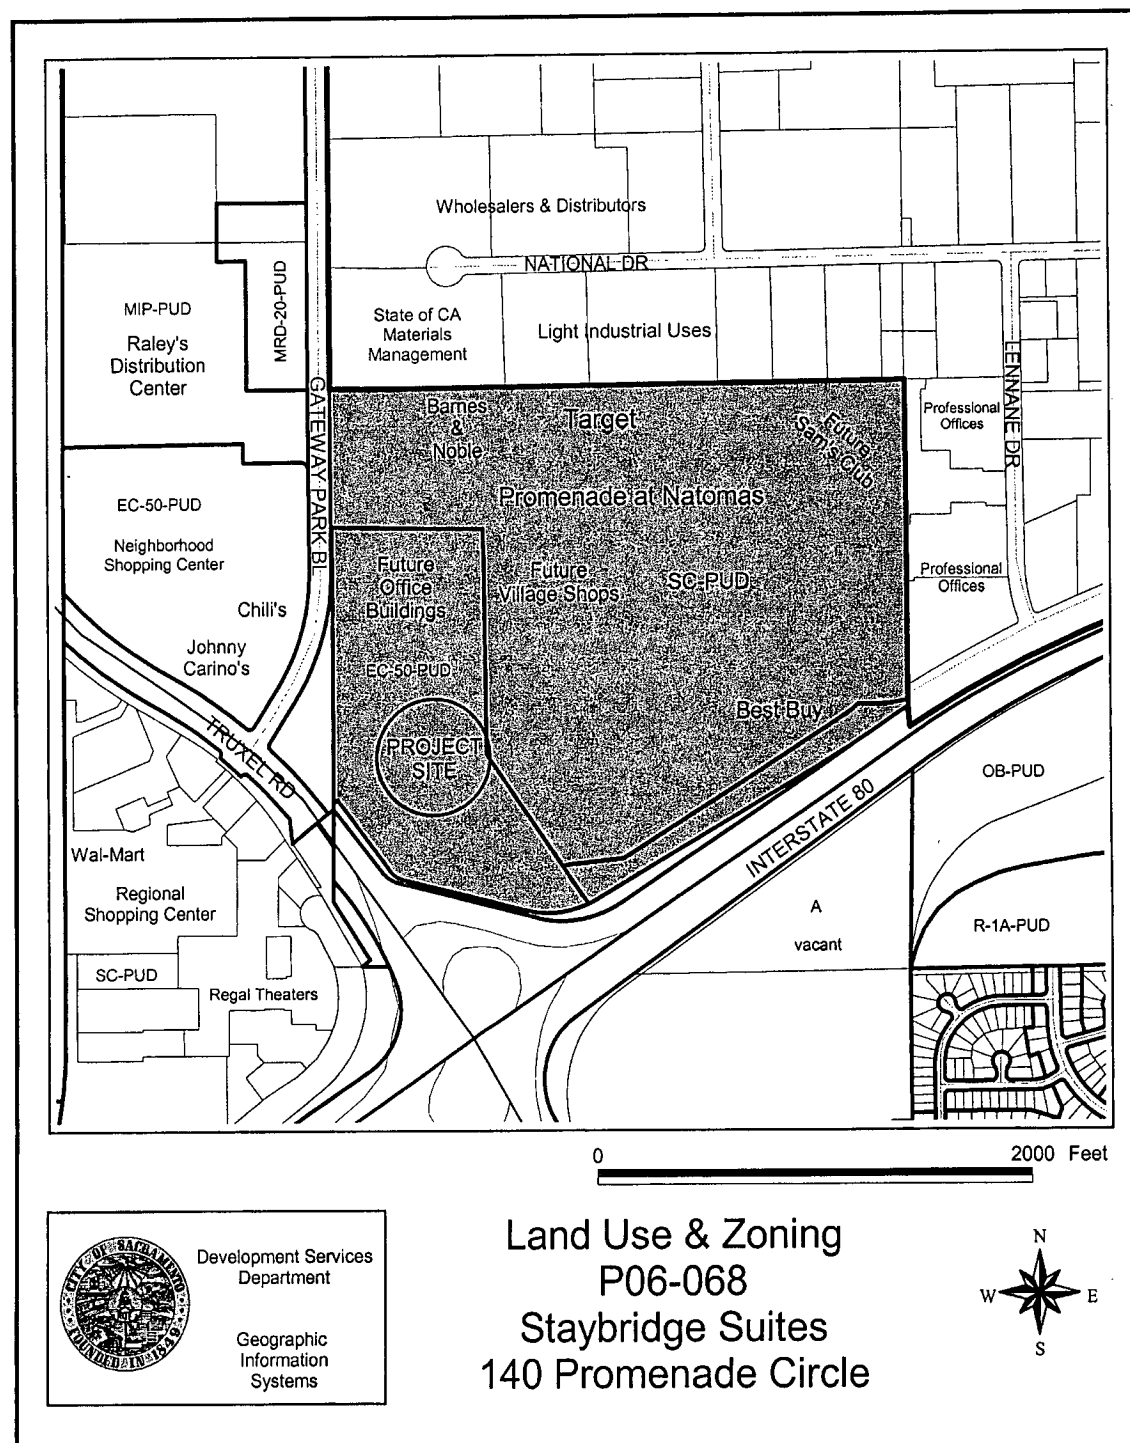 Wholesalers & Distributors
NATIONAL DR
MIP-PUD
Raley's
Distribution
Center
MRD-20-PUD
State of CA
Materials
Management
Light Industrial Uses
GATEWAY PARK BL
LENNANE DR
Barnes
&
Noble
Target
Future
Sam's Club
Professional
Offices
Promenade at Natomas
EC-50-PUD
Neighborhood
Shopping Center
Future
Office
Buildings
Future
Village Shops
SC-PUD
Professional
Offices
Chili's
Johnny
Carino's
EC-50-PUD
TRUXEL RD
PROJECT
SITE
Best Buy
INTERSTATE 80
OB-PUD
Wal-Mart
Regional
Shopping Center
A
vacant
R-1A-PUD
SC-PUD
Regal Theaters
0
2000 Feet
CITY OF SACRAMENTO
FOUNDED IN 1849
Development Services
Department
Geographic
Information
Systems
Land Use & Zoning
P06-068
Staybridge Suites
140 Promenade Circle
N
W
E
S